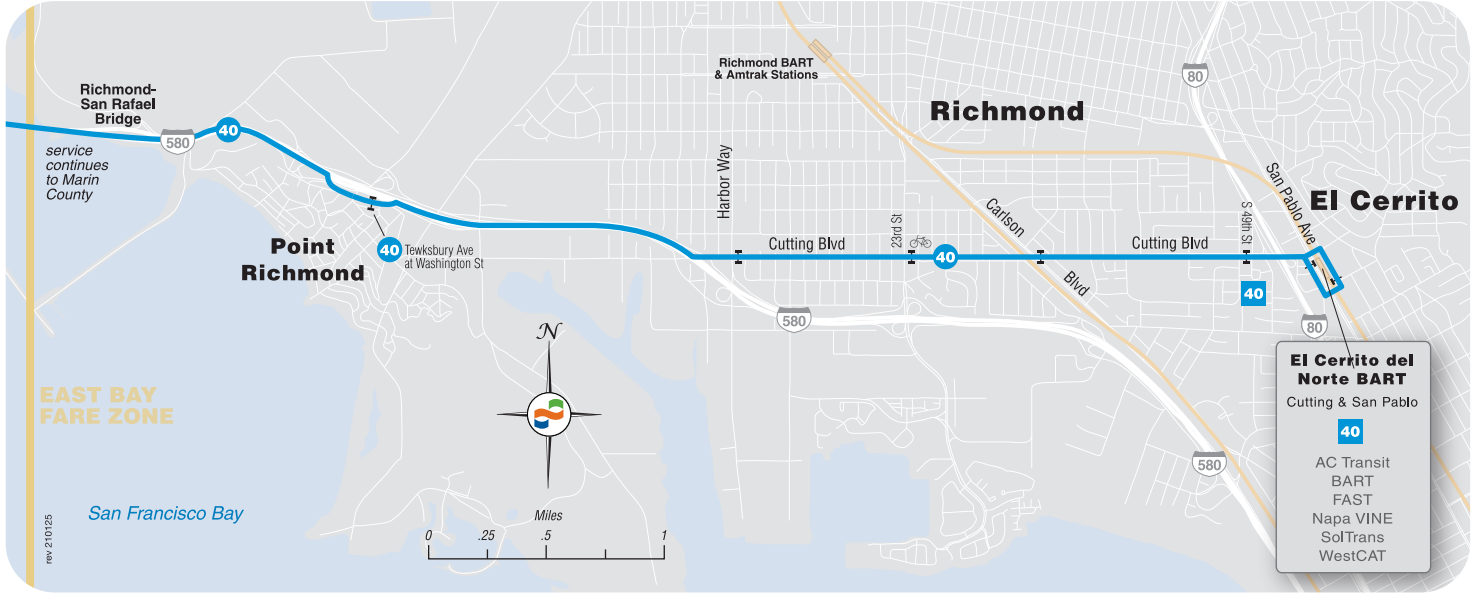 Richmond BART
& Amtrak Stations
80
Richmond-
San Rafael
Bridge
Richmond
40
580
service
continues
to Marin
County
Harbor Way
San Pablo Ave
El Cerrito
Carlson
Blvd
S 49th St
23rd St
Point
Richmond
40
Tewksbury Ave
at Washington St
Cutting Blvd
40
Cutting Blvd
40
580
80
N
El Cerrito del
Norte BART
Cutting & San Pablo
40
AC Transit
BART
FAST
Napa VINE
SolTrans
WestCAT
EAST BAY
FARE ZONE
580
San Francisco Bay
Miles
0 .25 .5 1
rev 210125